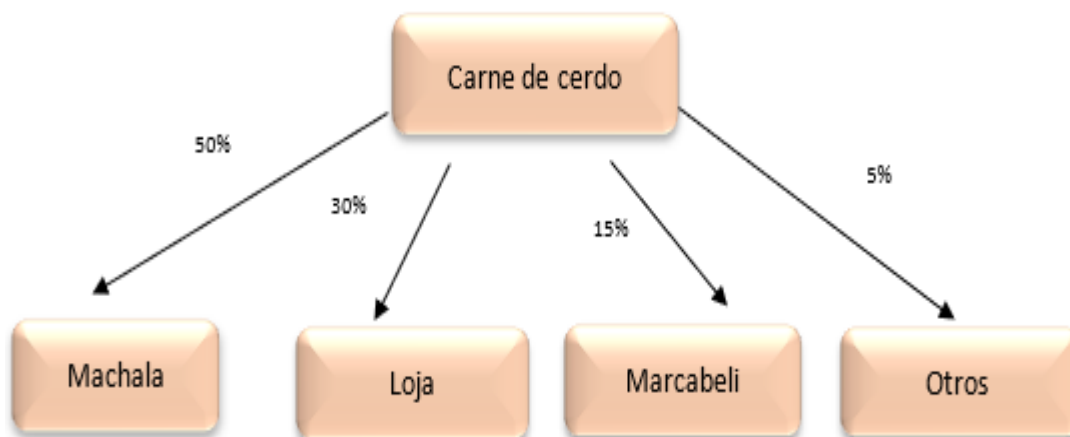 Carne de cerdo
50%
30%
15%
5%
Machala
Loja
Marcabeli
Otros